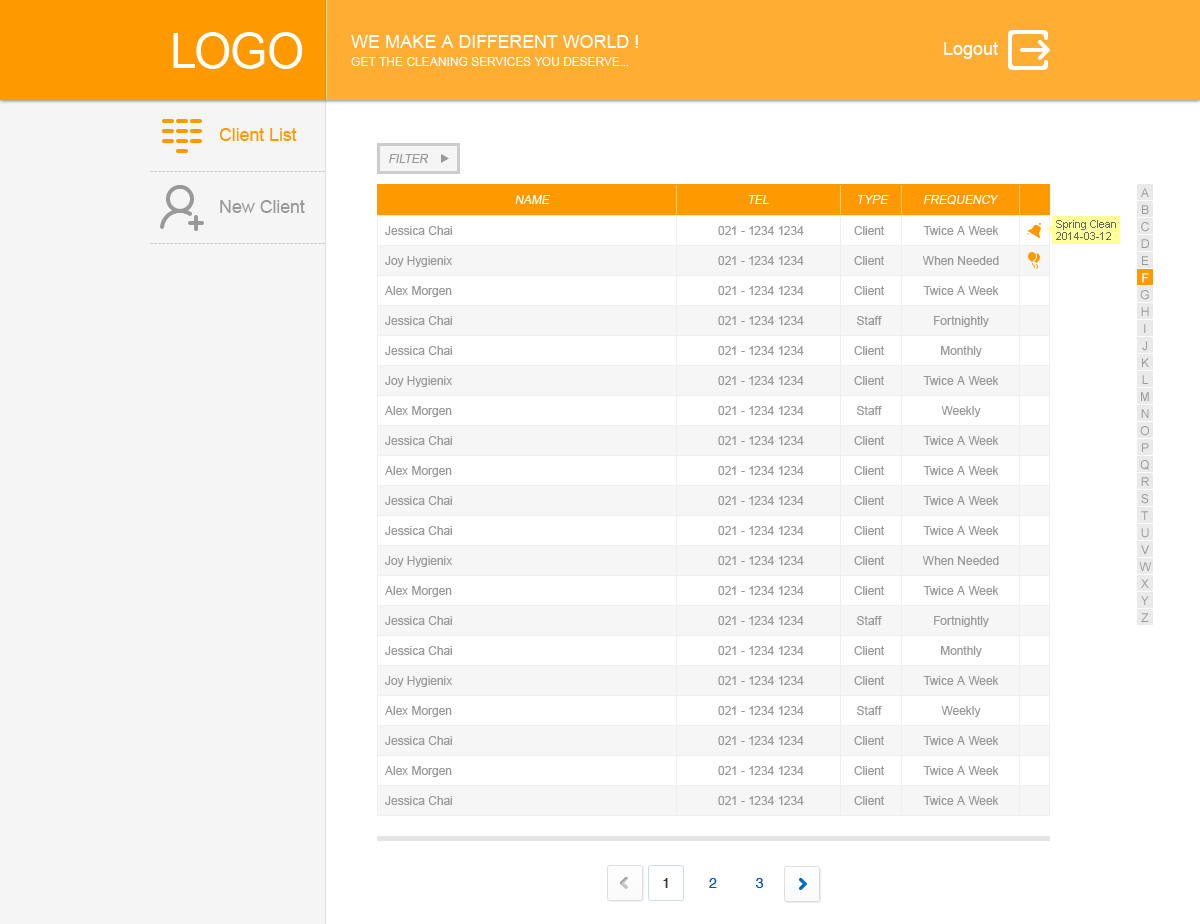 LOGO
WE MAKE A DIFFERENT WORLD !
GET THE CLEANING SERVICES YOU DESERVE...
Logout
Client List
New Client
FILTER
NAME TEL TYPE FREQUENCY
Jessica Chai 021 - 1234 1234 Client Twice A Week
Spring Clean
2014-03-12
Joy Hygienix 021 - 1234 1234 Client When Needed
Alex Morgen 021 - 1234 1234 Client Twice A Week
Jessica Chai 021 - 1234 1234 Staff Fortnightly
Jessica Chai 021 - 1234 1234 Client Monthly
Joy Hygienix 021 - 1234 1234 Client Twice A Week
Alex Morgen 021 - 1234 1234 Staff Weekly
Jessica Chai 021 - 1234 1234 Client Twice A Week
Alex Morgen 021 - 1234 1234 Client Twice A Week
Jessica Chai 021 - 1234 1234 Client Twice A Week
Jessica Chai 021 - 1234 1234 Client Twice A Week
Joy Hygienix 021 - 1234 1234 Client When Needed
Alex Morgen 021 - 1234 1234 Client Twice A Week
Jessica Chai 021 - 1234 1234 Staff Fortnightly
Jessica Chai 021 - 1234 1234 Client Monthly
Joy Hygienix 021 - 1234 1234 Client Twice A Week
Alex Morgen 021 - 1234 1234 Staff Weekly
Jessica Chai 021 - 1234 1234 Client Twice A Week
Alex Morgen 021 - 1234 1234 Client Twice A Week
Jessica Chai 021 - 1234 1234 Client Twice A Week
A
B
C
D
E
F
G
H
I
J
K
L
M
N
O
P
Q
R
S
T
U
V
W
X
Y
Z
1 2 3